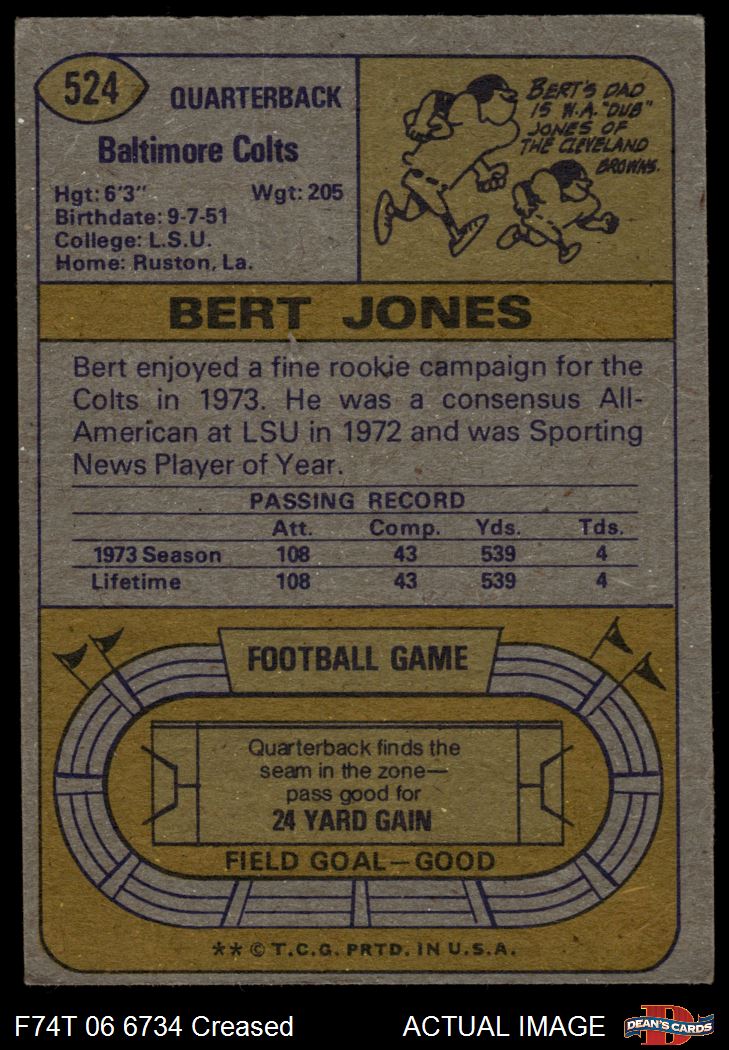 524
QUARTERBACK
Baltimore Colts
Hgt: 6'3" Wgt: 205
Birthdate: 9-7-51
College: L.S.U.
Home: Ruston, La.
BERT'S DAD
IS W.A. "DUB"
JONES OF
THE CLEVELAND
BROWNS.
BERT JONES
Bert enjoyed a fine rookie campaign for the
Colts in 1973. He was a consensus All-
American at LSU in 1972 and was Sporting
News Player of Year.
PASSING RECORD
Att. Comp. Yds. Tds.
1973 Season 108 43 539 4
Lifetime 108 43 539 4
FOOTBALL GAME
Quarterback finds the
seam in the zone—
pass good for
24 YARD GAIN
FIELD GOAL—GOOD
** © T.C.G. PRTD. IN U.S.A.
F74T 06 6734 Creased ACTUAL IMAGE
DEAN'S CARDS